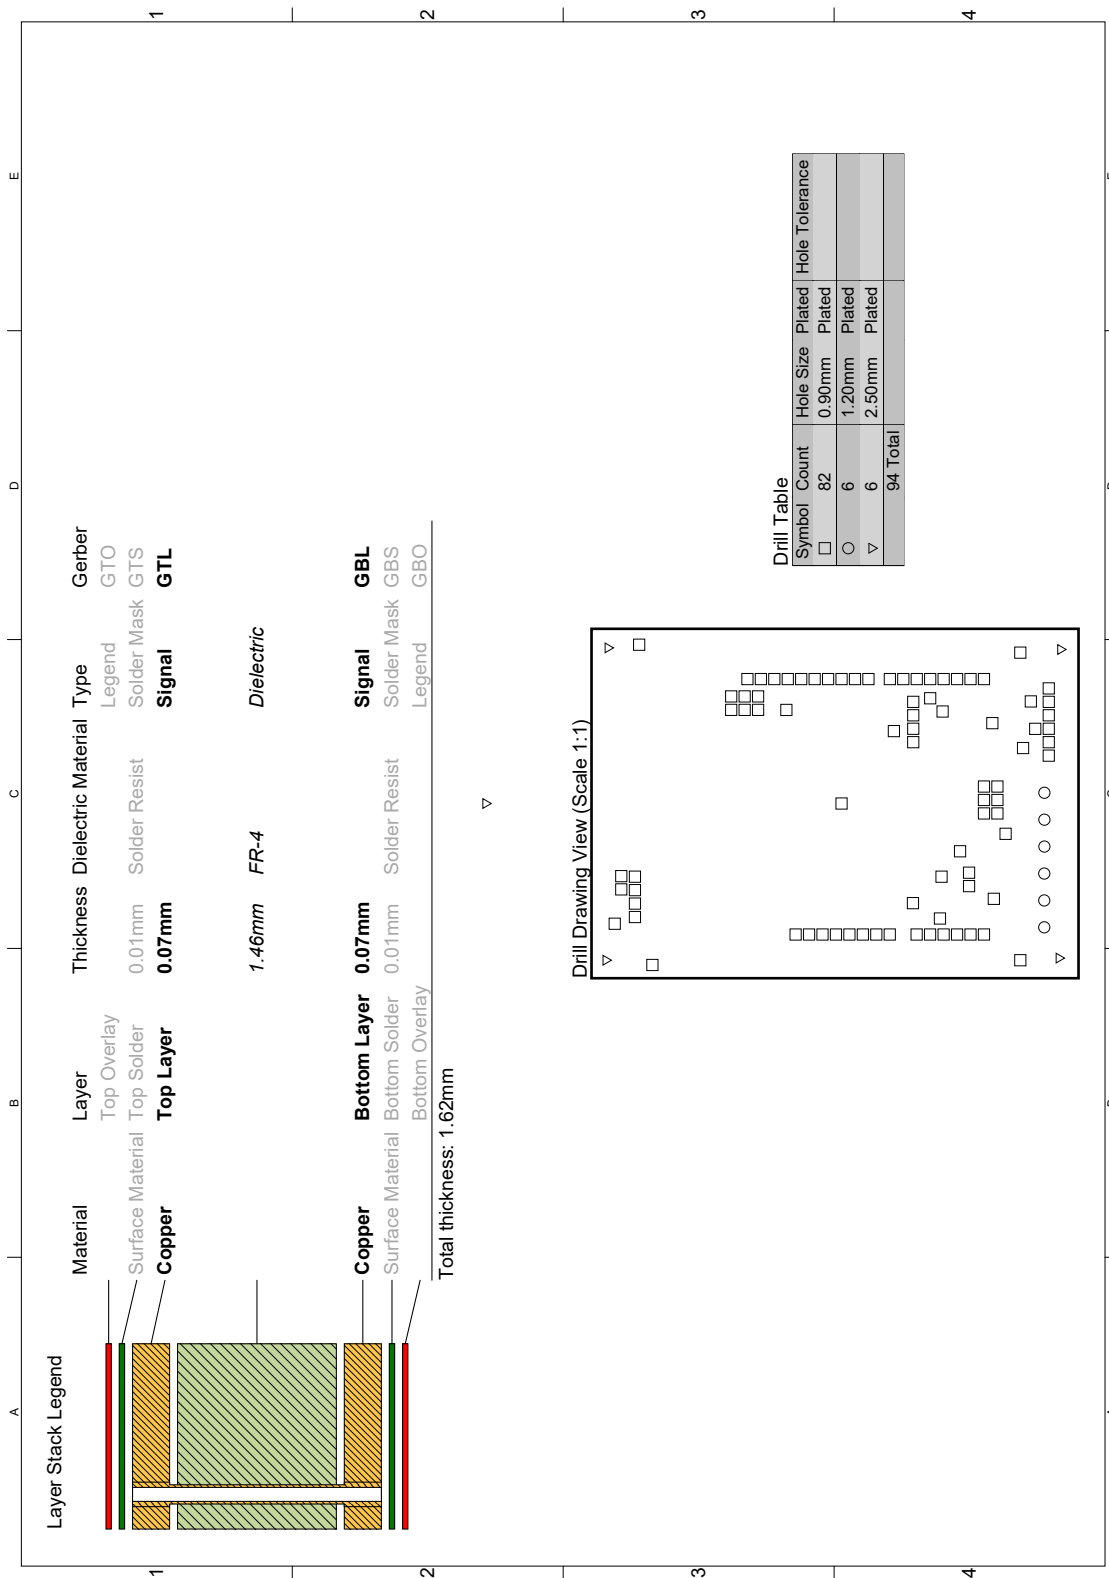 A B C D E
1 1
2 2
3 3
4 4
Layer Stack Legend
Material Layer Thickness Dielectric Material Type Gerber
Top Overlay Legend GTO
Surface Material Top Solder 0.01mm Solder Resist Solder Mask GTS
Copper Top Layer 0.07mm Signal GTL
1.46mm FR-4 Dielectric
Copper Bottom Layer 0.07mm Signal GBL
Surface Material Bottom Solder 0.01mm Solder Resist Solder Mask GBS
Bottom Overlay Legend GBO
Total thickness: 1.62mm
Drill Drawing View (Scale 1:1)
Drill Table
Symbol Count Hole Size Plated Hole Tolerance
82 0.90mm Plated
6 1.20mm Plated
6 2.50mm Plated
94 Total